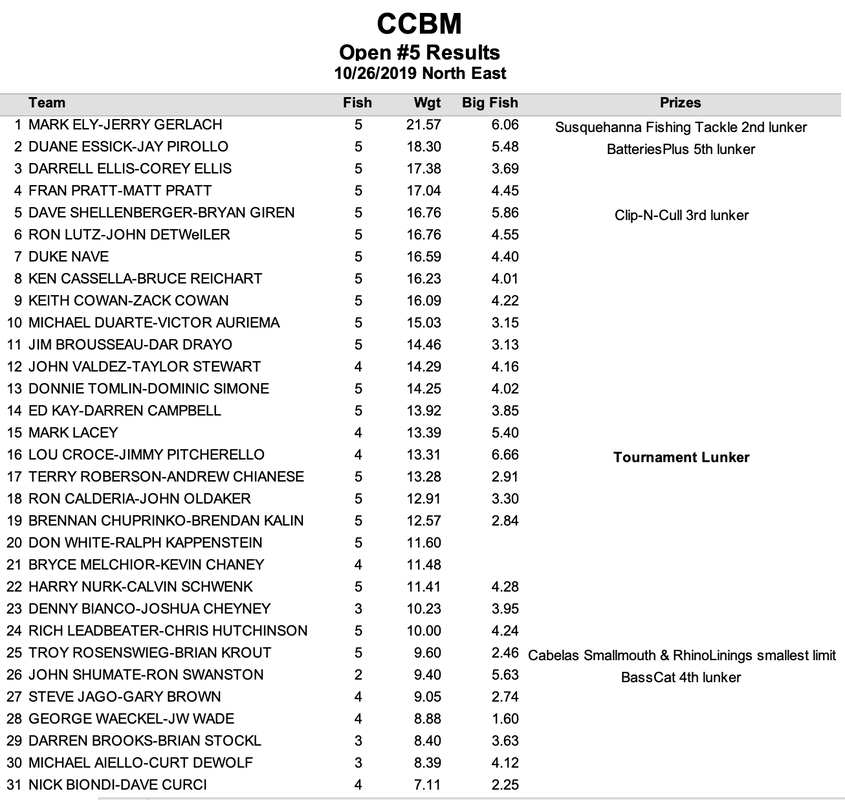 CCBM
Open #5 Results
10/26/2019 North East
Team Fish Wgt Big Fish Prizes
1 MARK ELY-JERRY GERLACH 5 21.57 6.06 Susquehanna Fishing Tackle 2nd lunker
2 DUANE ESSICK-JAY PIROLLO 5 18.30 5.48 BatteriesPlus 5th lunker
3 DARRELL ELLIS-COREY ELLIS 5 17.38 3.69
4 FRAN PRATT-MATT PRATT 5 17.04 4.45
5 DAVE SHELLENBERGER-BRYAN GIREN 5 16.76 5.86 Clip-N-Cull 3rd lunker
6 RON LUTZ-JOHN DETWeILER 5 16.76 4.55
7 DUKE NAVE 5 16.59 4.40
8 KEN CASSELLA-BRUCE REICHART 5 16.23 4.01
9 KEITH COWAN-ZACK COWAN 5 16.09 4.22
10 MICHAEL DUARTE-VICTOR AURIEMA 5 15.03 3.15
11 JIM BROUSSEAU-DAR DRAYO 5 14.46 3.13
12 JOHN VALDEZ-TAYLOR STEWART 4 14.29 4.16
13 DONNIE TOMLIN-DOMINIC SIMONE 5 14.25 4.02
14 ED KAY-DARREN CAMPBELL 5 13.92 3.85
15 MARK LACEY 4 13.39 5.40
16 LOU CROCE-JIMMY PITCHERELLO 4 13.31 6.66 Tournament Lunker
17 TERRY ROBERSON-ANDREW CHIANESE 5 13.28 2.91
18 RON CALDERIA-JOHN OLDAKER 5 12.91 3.30
19 BRENNAN CHUPRINKO-BRENDAN KALIN 5 12.57 2.84
20 DON WHITE-RALPH KAPPENSTEIN 5 11.60
21 BRYCE MELCHIOR-KEVIN CHANEY 4 11.48
22 HARRY NURK-CALVIN SCHWENK 5 11.41 4.28
23 DENNY BIANCO-JOSHUA CHEYNEY 3 10.23 3.95
24 RICH LEADBEATER-CHRIS HUTCHINSON 5 10.00 4.24
25 TROY ROSENSWIEG-BRIAN KROUT 5 9.60 2.46 Cabelas Smallmouth & RhinoLinings smallest limit
26 JOHN SHUMATE-RON SWANSTON 2 9.40 5.63 BassCat 4th lunker
27 STEVE JAGO-GARY BROWN 4 9.05 2.74
28 GEORGE WAECKEL-JW WADE 4 8.88 1.60
29 DARREN BROOKS-BRIAN STOCKL 3 8.40 3.63
30 MICHAEL AIELLO-CURT DEWOLF 3 8.39 4.12
31 NICK BIONDI-DAVE CURCI 4 7.11 2.25